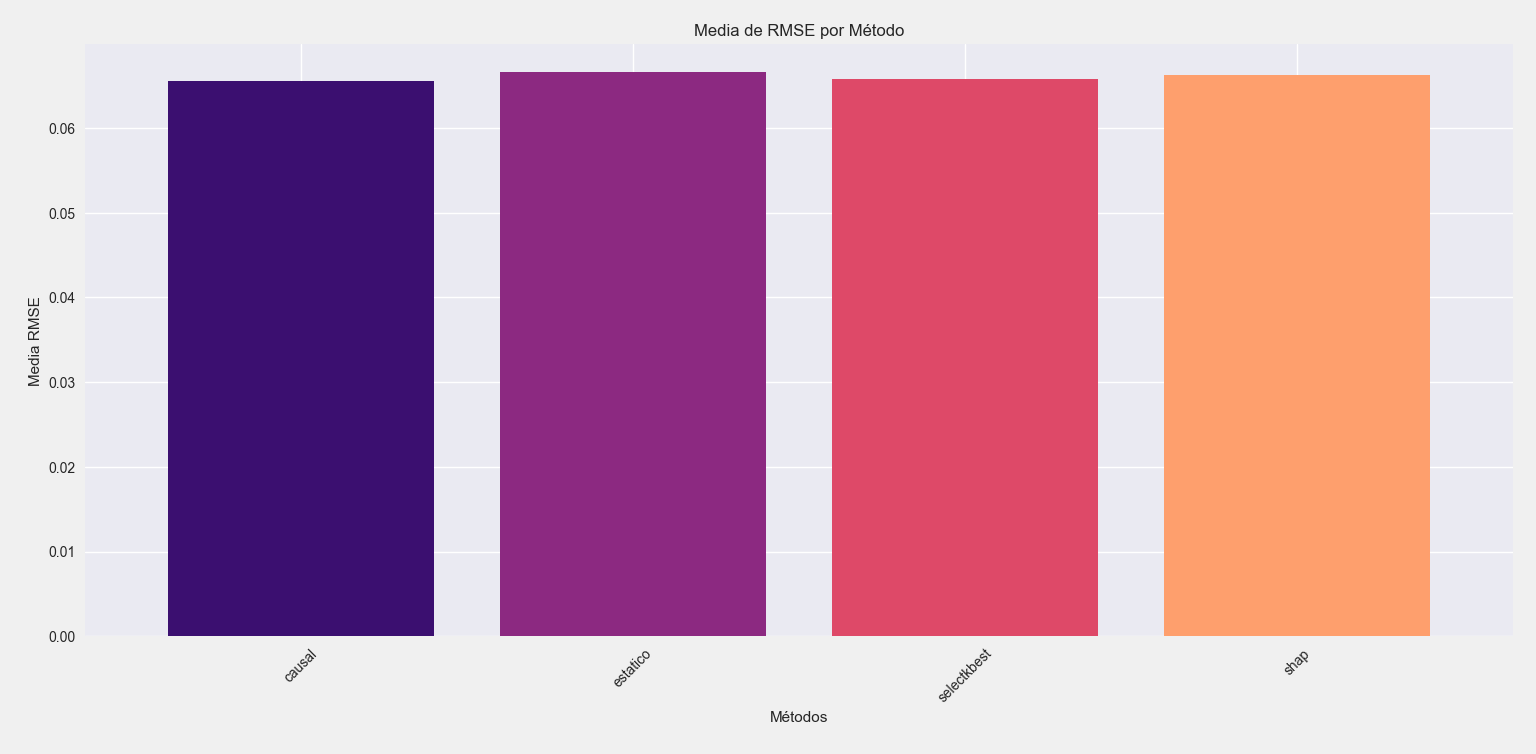 Media de RMSE por Método
Media RMSE
0.06
0.05
0.04
0.03
0.02
0.01
0.00
causal
estatico
selectkbest
shap
Métodos